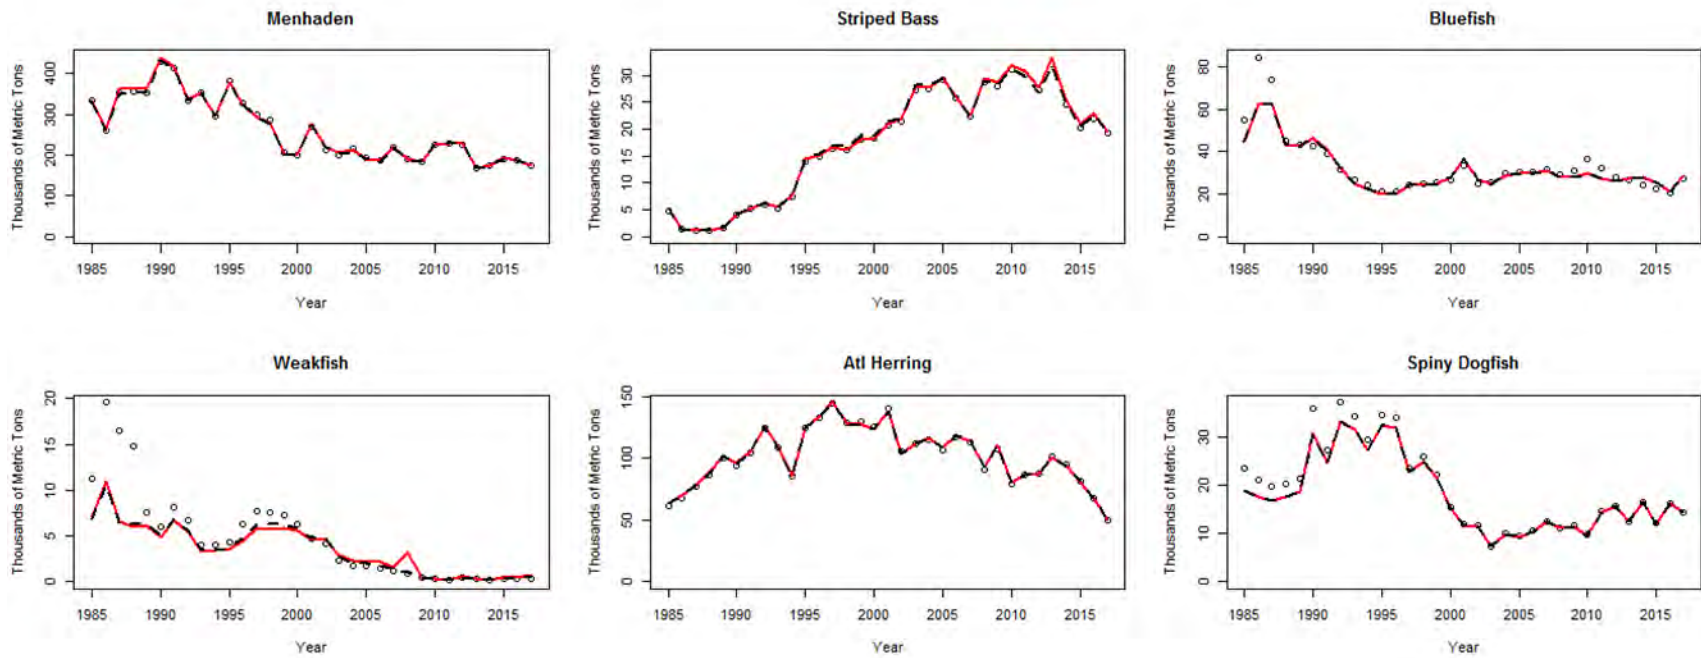 Menhaden
Thousands of Metric Tons
0 100 200 300 400
1985 1990 1995 2000 2005 2010 2015
Year
Striped Bass
Thousands of Metric Tons
0 5 10 15 20 25 30
1985 1990 1995 2000 2005 2010 2015
Year
Bluefish
Thousands of Metric Tons
0 20 40 60 80
1985 1990 1995 2000 2005 2010 2015
Year
Weakfish
Thousands of Metric Tons
0 5 10 15 20
1985 1990 1995 2000 2005 2010 2015
Year
Atl Herring
Thousands of Metric Tons
0 50 100 150
1985 1990 1995 2000 2005 2010 2015
Year
Spiny Dogfish
Thousands of Metric Tons
0 10 20 30
1985 1990 1995 2000 2005 2010 2015
Year